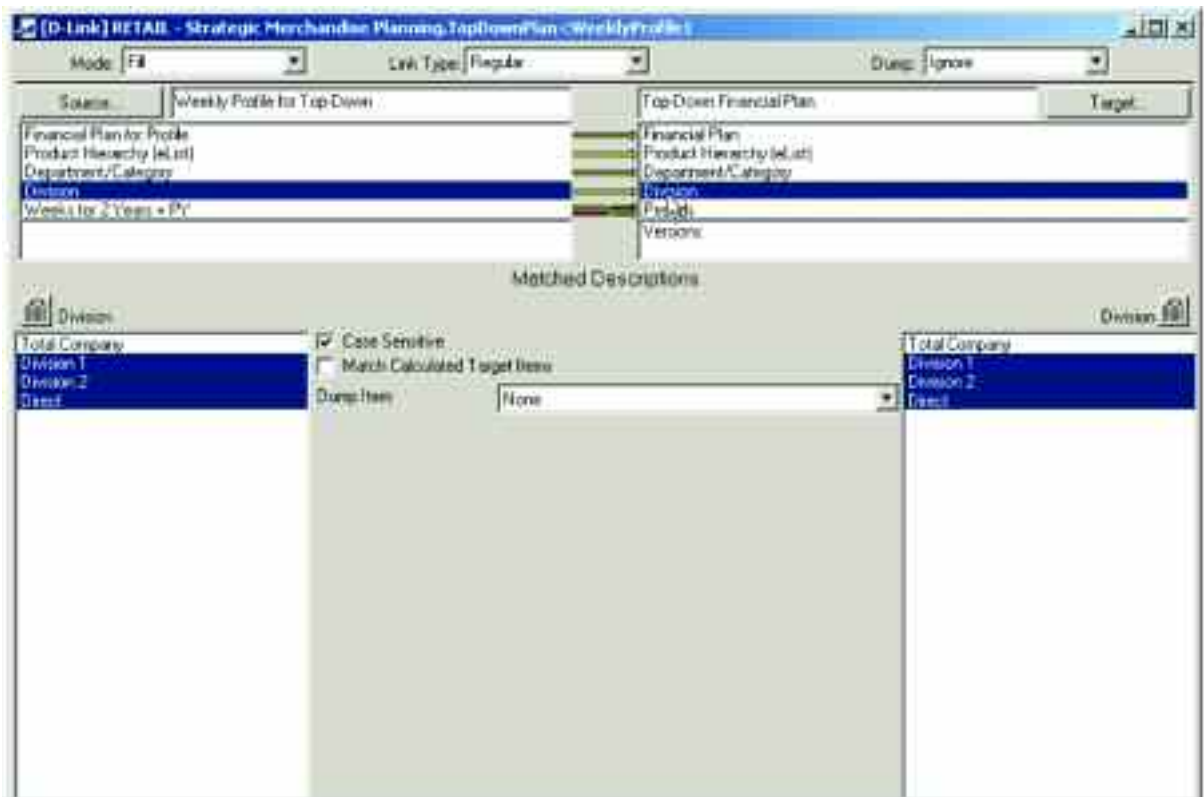 [D-Link] RETAIL - Strategic Merchandise Planning.TopDownPlan <WeeklyProfile1
Mode: Fill Link Type: Regular Dump: Ignore
Source... Weekly Profile for Top-Down Top-Down Financial Plan Target...
Financial Plan for Profile Financial Plan
Product Hierarchy (eList) Product Hierarchy (eList)
Department/Category Department/Category
Division Division
Weeks for 2 Years + PY
Versions
Matched Descriptions
Division Division
Total Company Case Sensitive Total Company
Division 1 Match Calculated Target Items Division 1
Division 2 Division 2
Direct Dump Item None Direct